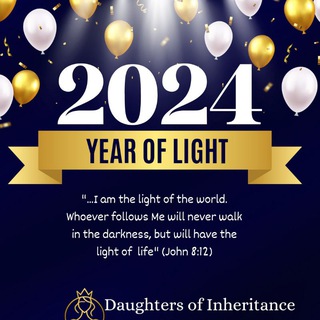 2024
YEAR OF LIGHT
"...I am the light of the world.
Whoever follows Me will never walk
in the darkness, but will have the
light of life" (John 8:12)
Daughters of Inheritance